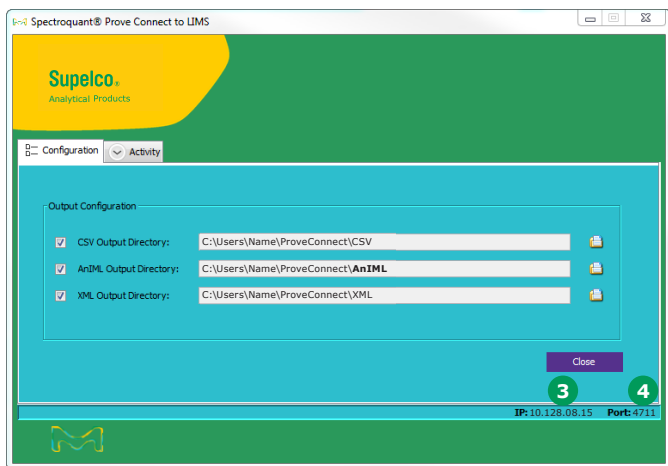 Spectroquant® Prove Connect to LIMS
Supelco®
Analytical Products
Configuration Activity
Output Configuration
CSV Output Directory: C:\Users\Name\ProveConnect\CSV
AnIML Output Directory: C:\Users\Name\ProveConnect\AnIML
XML Output Directory: C:\Users\Name\ProveConnect\XML
Close
3 4
IP: 10.128.08.15 Port: 4711